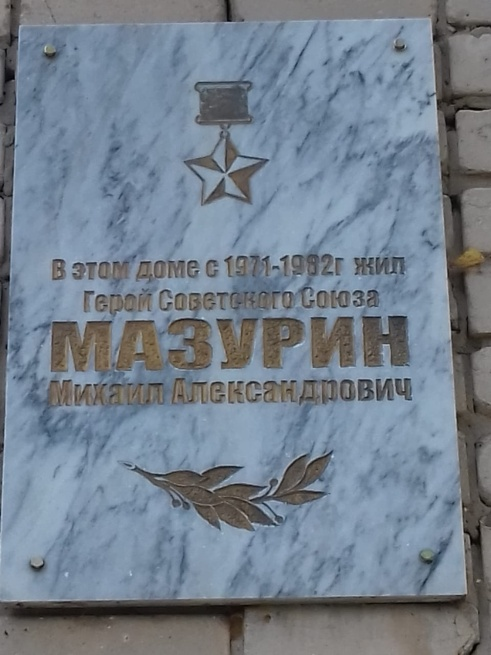 В этом доме с 1971-1982г жил
Герой Советского Союза
МАЗУРИН
Михаил Александрович